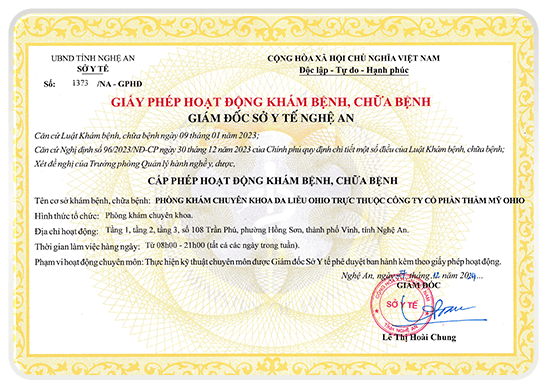 UBND TỈNH NGHỆ AN
SỞ Y TẾ
Số: 1373 /NA - GPHĐ
CỘNG HÒA XÃ HỘI CHỦ NGHĨA VIỆT NAM
Độc lập - Tự do - Hạnh phúc
GIẤY PHÉP HOẠT ĐỘNG KHÁM BỆNH, CHỮA BỆNH
GIÁM ĐỐC SỞ Y TẾ NGHỆ AN
Căn cứ Luật Khám bệnh, chữa bệnh ngày 09 tháng 01 năm 2023;
Căn cứ Nghị định số 96/2023/NĐ-CP ngày 30 tháng 12 năm 2023 của Chính phủ quy định chi tiết một số điều của Luật Khám bệnh, chữa bệnh;
Xét đề nghị của Trưởng phòng Quản lý hành nghề y, dược,
CẤP PHÉP HOẠT ĐỘNG KHÁM BỆNH, CHỮA BỆNH
Tên cơ sở khám bệnh, chữa bệnh: PHÒNG KHÁM CHUYÊN KHOA DA LIỄU OHIO TRỰC THUỘC CÔNG TY CỔ PHẦN THẨM MỸ OHIO
Hình thức tổ chức: Phòng khám chuyên khoa.
Địa chỉ hoạt động: Tầng 1, tầng 2, tầng 3, số 108 Trần Phú, phường Hồng Sơn, thành phố Vinh, tỉnh Nghệ An.
Thời gian làm việc hàng ngày: Từ 08h00 - 21h00 (tất cả các ngày trong tuần).
Phạm vi hoạt động chuyên môn: Thực hiện kỹ thuật chuyên môn được Giám đốc Sở Y tế phê duyệt ban hành kèm theo giấy phép hoạt động.
Nghệ An, ngày tháng 12 năm 2024
GIÁM ĐỐC
SỞ Y TẾ
TỈNH NGHỆ AN
Lê Thị Hoài Chung